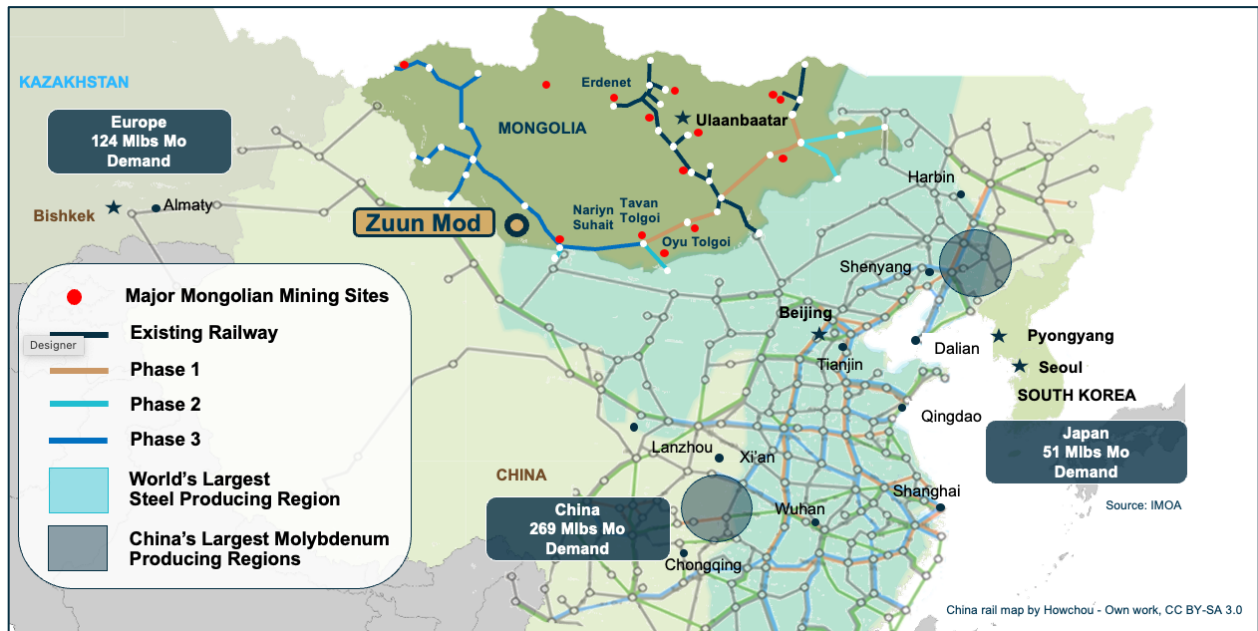 KAZAKHSTAN
Europe
124 Mlbs Mo
Demand
Bishkek
Almaty
MONGOLIA
Erdenet
Ulaanbaatar
Zuun Mod
Nariyn
Suhait
Tavan
Tolgoi
Oyu Tolgoi
Harbin
Shenyang
Beijing
Tianjin
Dalian
Pyongyang
Seoul
SOUTH KOREA
Qingdao
Japan
51 Mlbs Mo
Demand
Source: IMOA
Lanzhou
Xi'an
CHINA
China
269 Mlbs Mo
Demand
Wuhan
Shanghai
Chongqing
Major Mongolian Mining Sites
Existing Railway
Designer
Phase 1
Phase 2
Phase 3
World's Largest
Steel Producing Region
China's Largest Molybdenum
Producing Regions
China rail map by Howchou - Own work, CC BY-SA 3.0